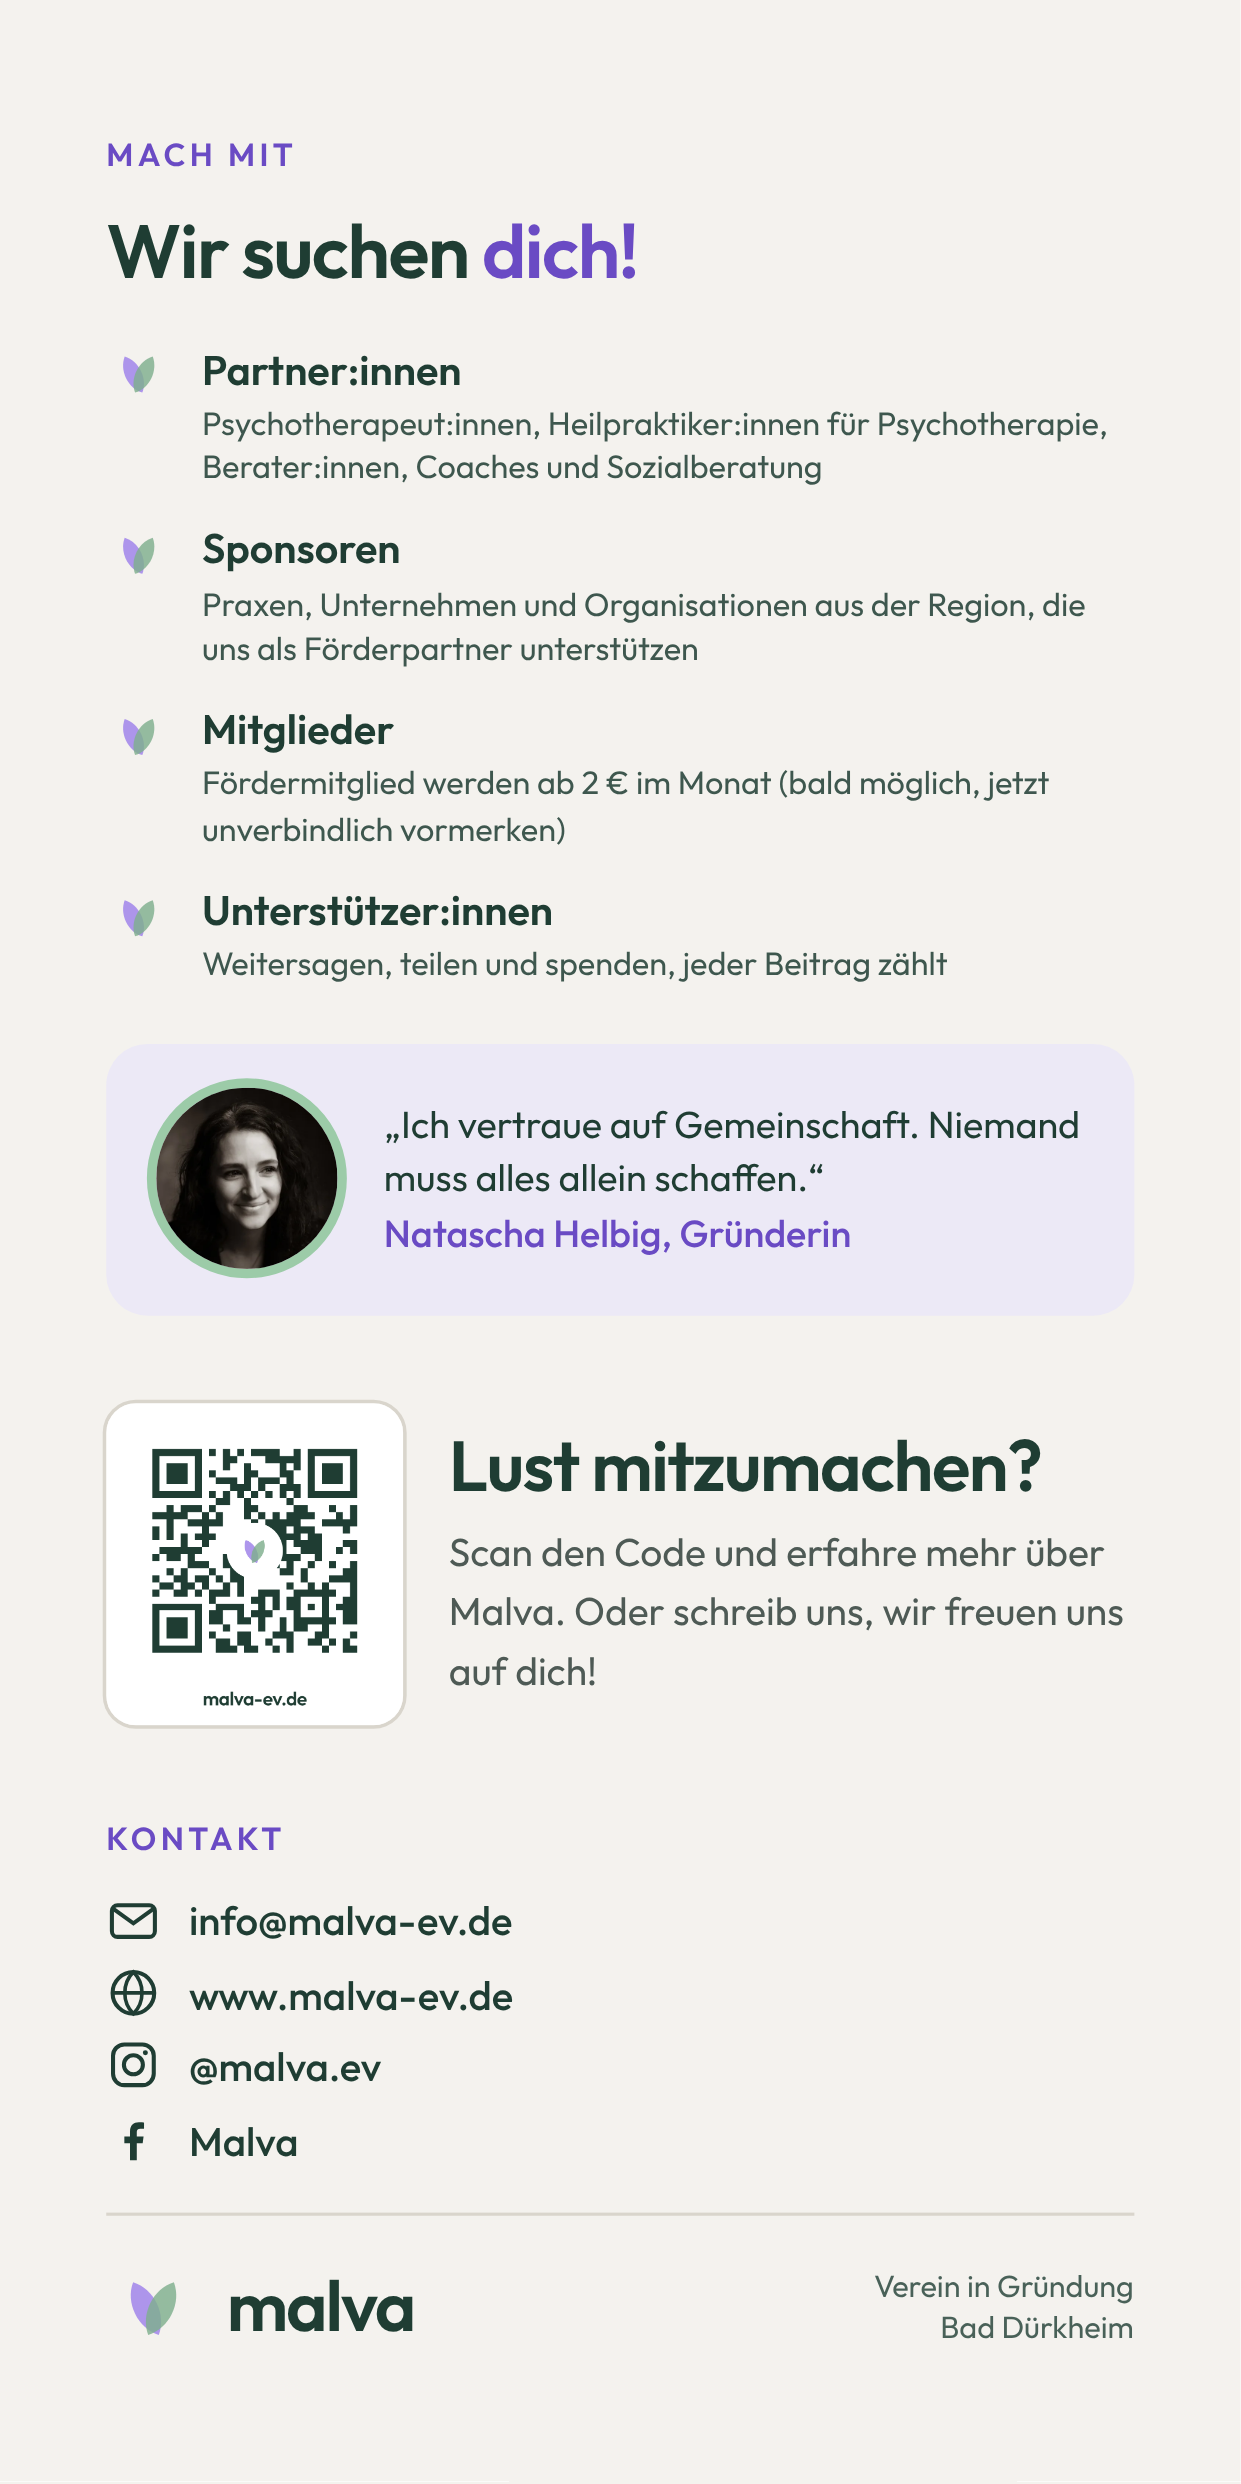 MACH MIT
Wir suchen dich!
Partner:innen
Psychotherapeut:innen, Heilpraktiker:innen für Psychotherapie,
Berater:innen, Coaches und Sozialberatung
Sponsoren
Praxen, Unternehmen und Organisationen aus der Region, die
uns als Förderpartner unterstützen
Mitglieder
Fördermitglied werden ab 2 € im Monat (bald möglich, jetzt
unverbindlich vormerken)
Unterstützer:innen
Weitersagen, teilen und spenden, jeder Beitrag zählt
„Ich vertraue auf Gemeinschaft. Niemand
muss alles allein schaffen.“
Natascha Helbig, Gründerin
malva-ev.de
Lust mitzumachen?
Scan den Code und erfahre mehr über
Malva. Oder schreib uns, wir freuen uns
auf dich!
KONTAKT
info@malva-ev.de
www.malva-ev.de
@malva.ev
Malva
malva
Verein in Gründung
Bad Dürkheim